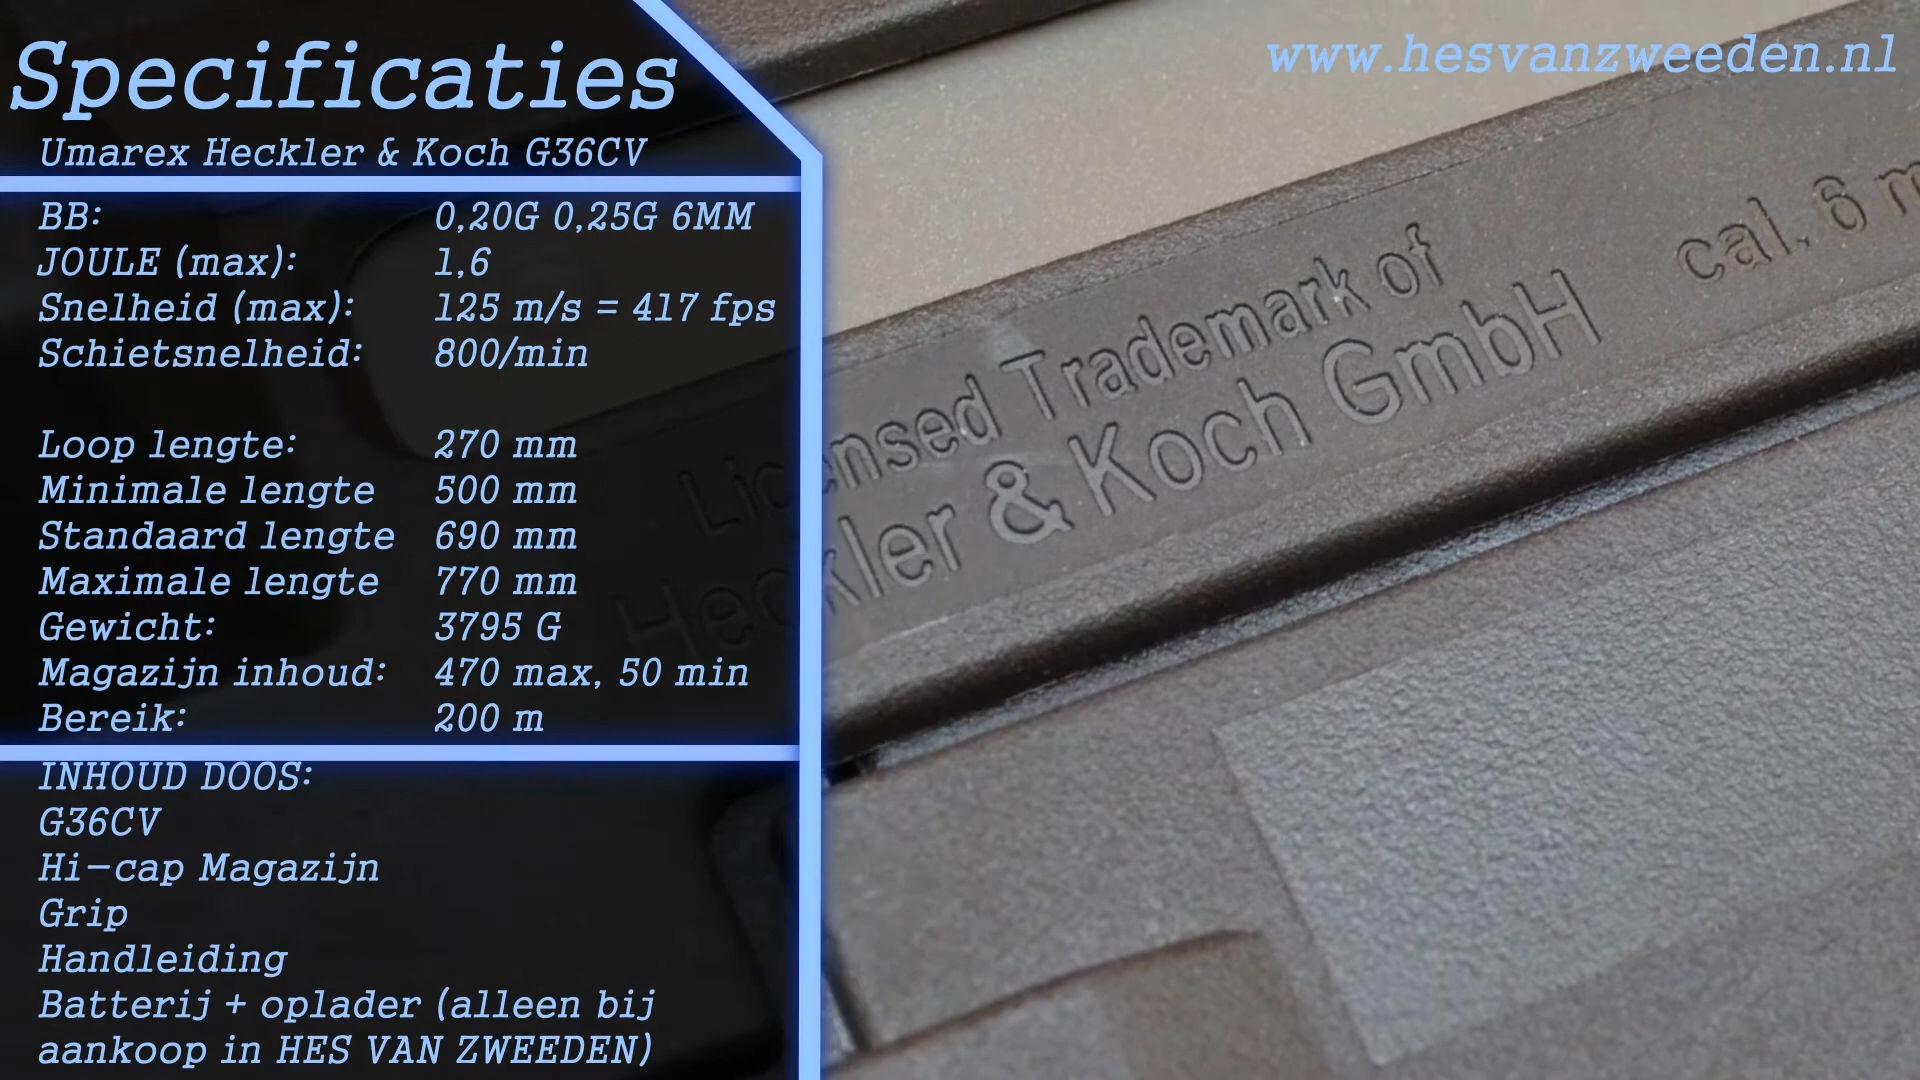 Specificaties
www.hesvanzweeden.nl
Umarex Heckler & Koch G36CV
BB: 0,20G 0,25G 6MM
JOULE (max): 1,6
Snelheid (max): 125 m/s = 417 fps
Schietsnelheid: 800/min
Loop lengte: 270 mm
Minimale lengte 500 mm
Standaard lengte 690 mm
Maximale lengte 770 mm
Gewicht: 3795 G
Magazijn inhoud: 470 max, 50 min
Bereik: 200 m
INHOUD DOOS:
G36CV
Hi-cap Magazijn
Grip
Handleiding
Batterij + oplader (alleen bij
aankoop in HES VAN ZWEEDEN)
Licensed Trademark of
Heckler & Koch GmbH
cal. 6 m